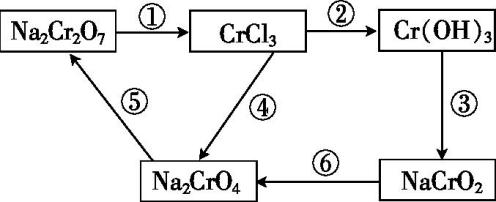 Na₂Cr₂O₇ ① CrCl₃ ② Cr(OH)₃
⑤ ④ ③
Na₂CrO₄ ⑥ NaCrO₂